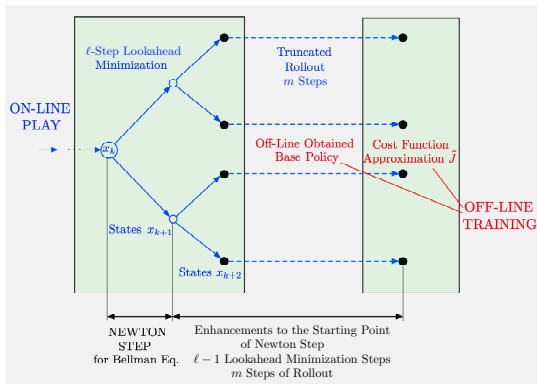 ℓ-Step Lookahead
Minimization
Truncated
Rollout
m Steps
ON-LINE
PLAY
x_k
Off-Line Obtained
Base Policy
Cost Function
Approximation J̃
OFF-LINE
TRAINING
States x_{k+1}
States x_{k+2}
NEWTON
STEP
for Bellman Eq.
Enhancements to the Starting Point
of Newton Step
ℓ − 1 Lookahead Minimization Steps
m Steps of Rollout